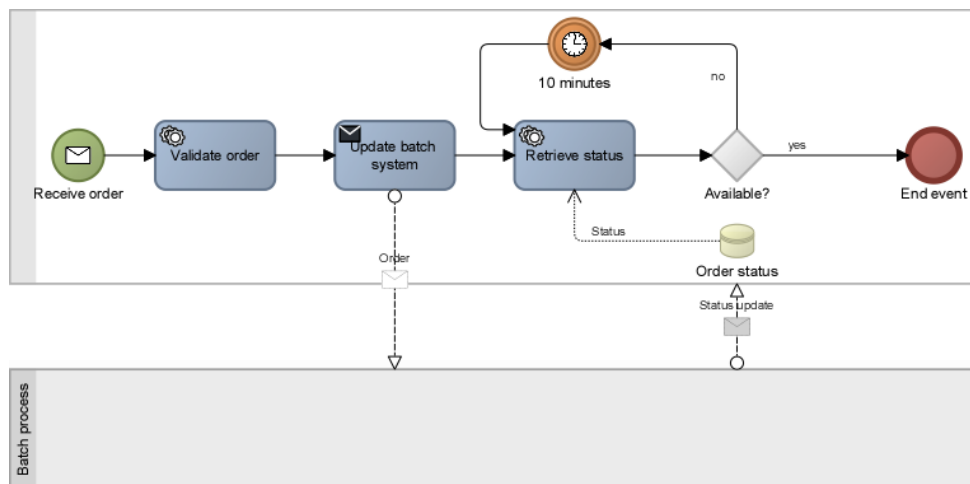 10 minutes
no
Receive order
Validate order
Update batch
system
Retrieve status
Available?
yes
End event
Status
Order status
Order
Status update
Batch process